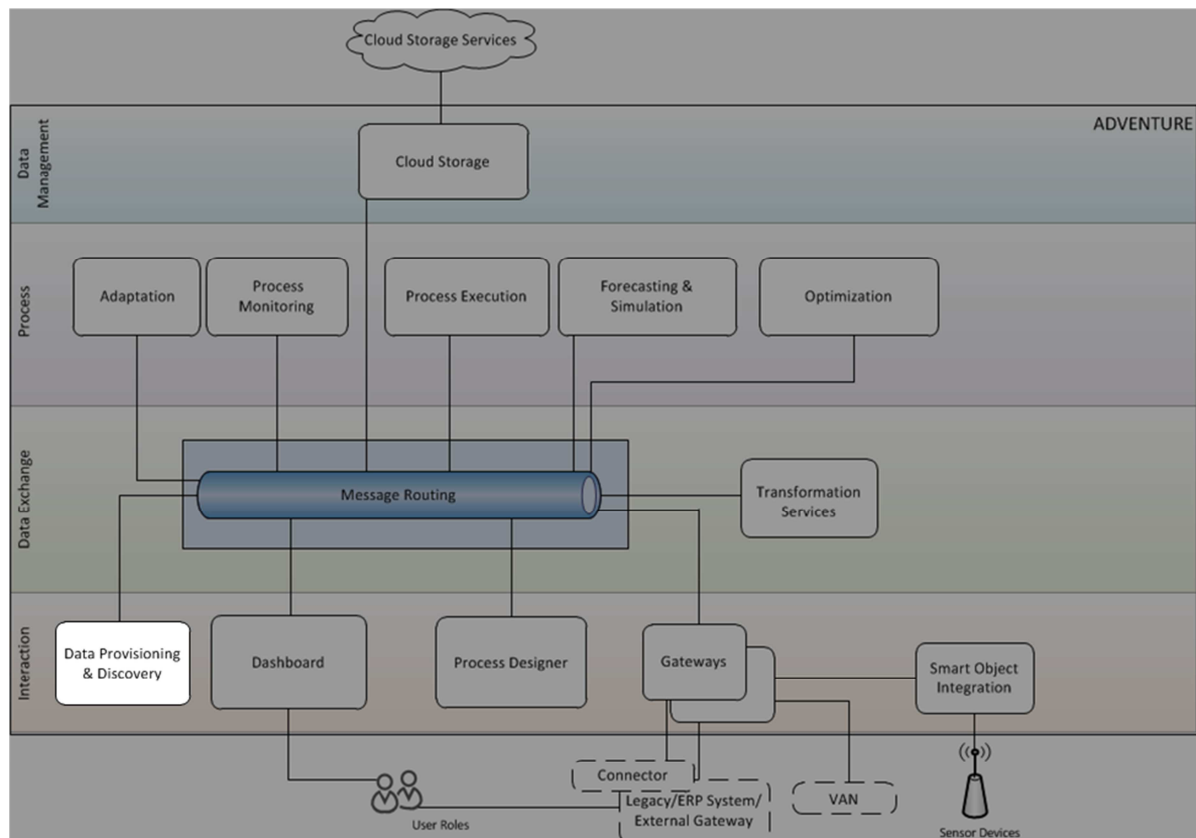 Cloud Storage Services
ADVENTURE
Data
Management
Cloud Storage
Process
Adaptation
Process
Monitoring
Process Execution
Forecasting &
Simulation
Optimization
Data Exchange
Message Routing
Transformation
Services
Interaction
Data Provisioning
& Discovery
Dashboard
Process Designer
Gateways
Smart Object
Integration
Connector
Legacy/ERP System/
External Gateway
VAN
User Roles
Sensor Devices